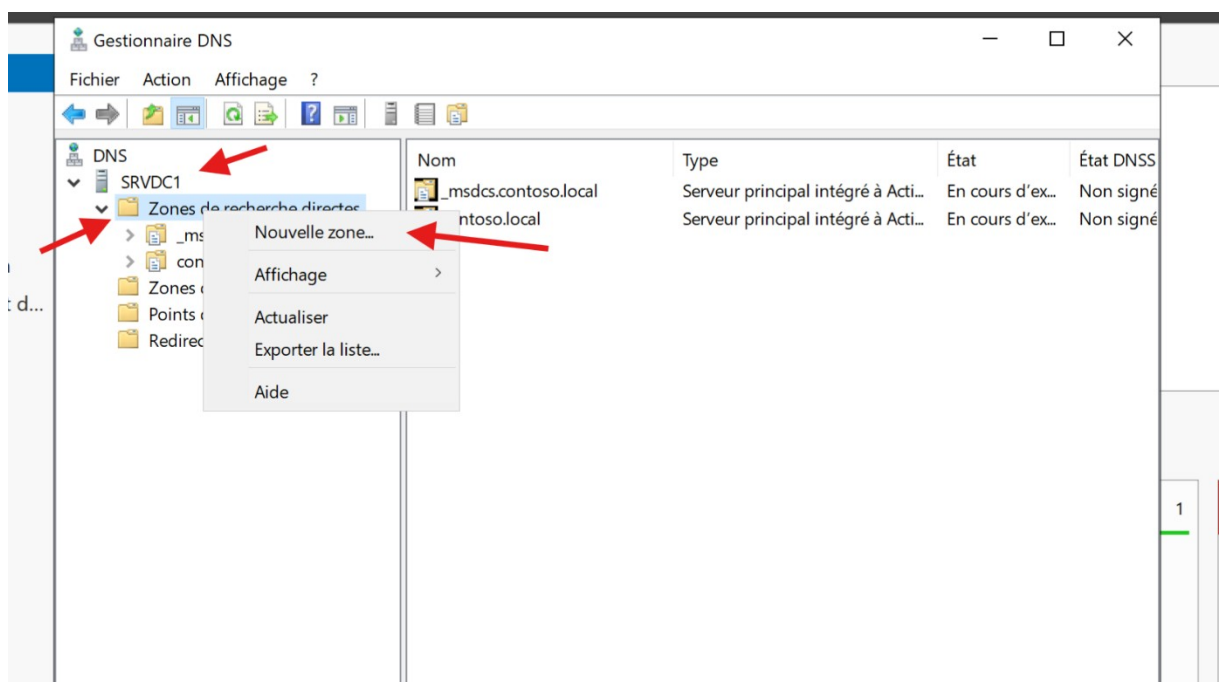 Gestionnaire DNS
Fichier Action Affichage ?
DNS
SRVDC1
Zones de recherche directes
_ms
con
Zones
Points
Redirec
t d...
Nouvelle zone...
Affichage
Actualiser
Exporter la liste...
Aide
Nom Type État État DNSS
_msdcs.contoso.local Serveur principal intégré à Acti... En cours d'ex... Non signé
ntoso.local Serveur principal intégré à Acti... En cours d'ex... Non signé
1